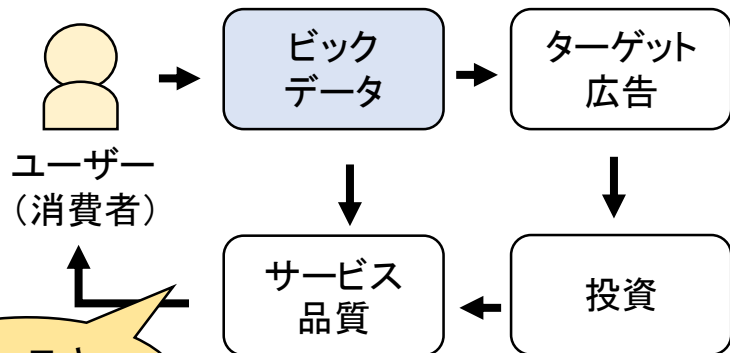 ビック
データ
ターゲット
広告
ユーザー
（消費者）
サービス
品質
投資